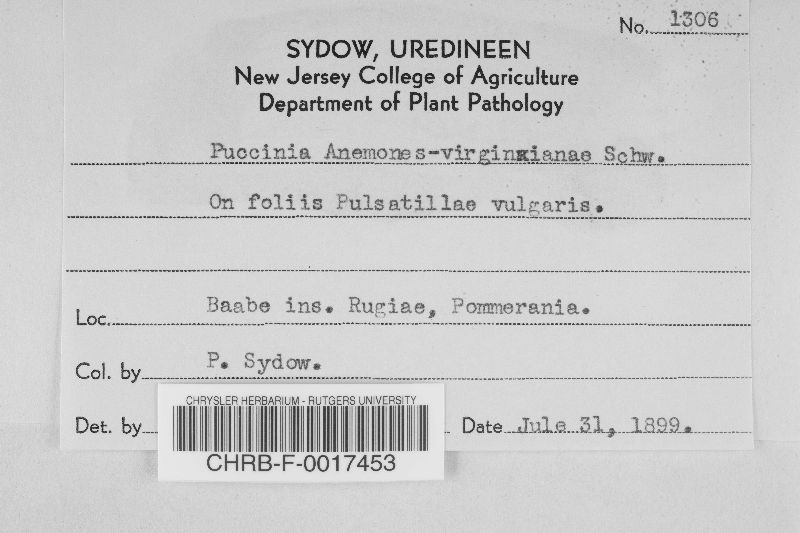 No. 1306
SYDOW, UREDINEEN
New Jersey College of Agriculture
Department of Plant Pathology
Puccinia Anemones-virginxianae Schw.
On foliis Pulsatillae vulgaris.
Loc. Baabe ins. Rugiae, Pommerania.
Col. by P. Sydow.
Det. by Date Jule 31, 1899.
CHRYSLER HERBARIUM - RUTGERS UNIVERSITY
CHRB-F-0017453